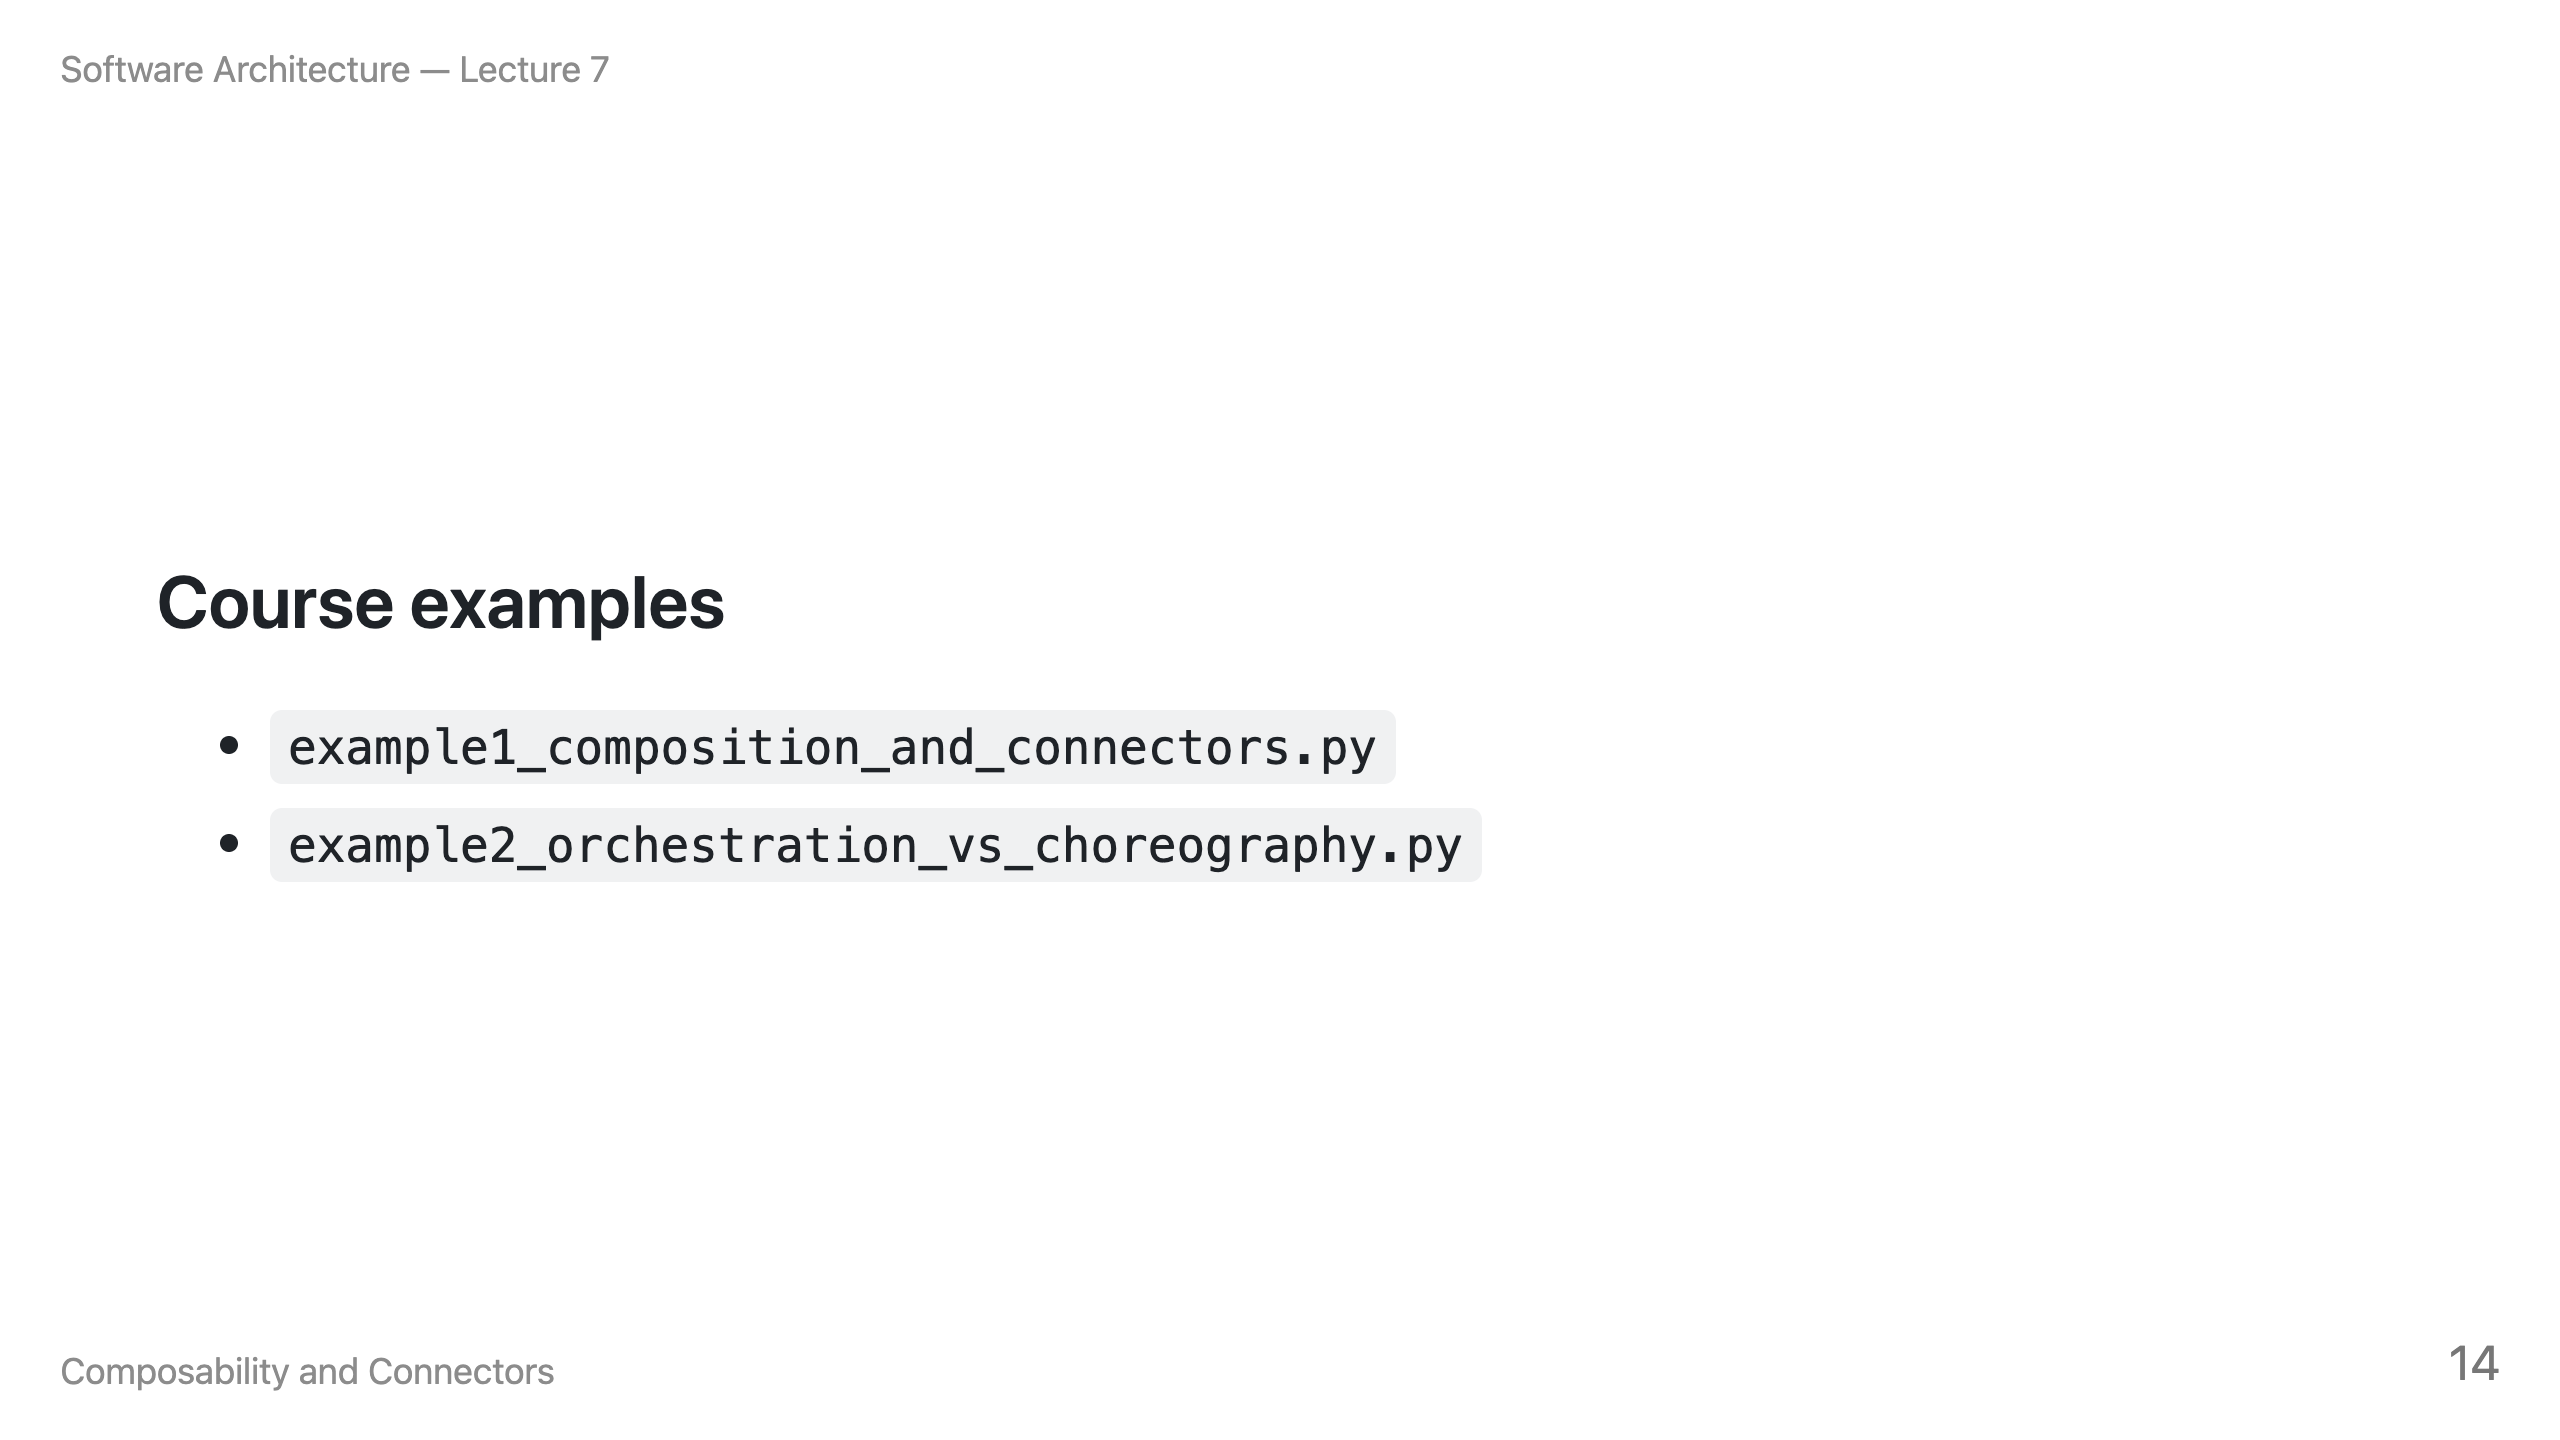 Software Architecture — Lecture 7
Course examples
• example1_composition_and_connectors.py
• example2_orchestration_vs_choreography.py
Composability and Connectors
14